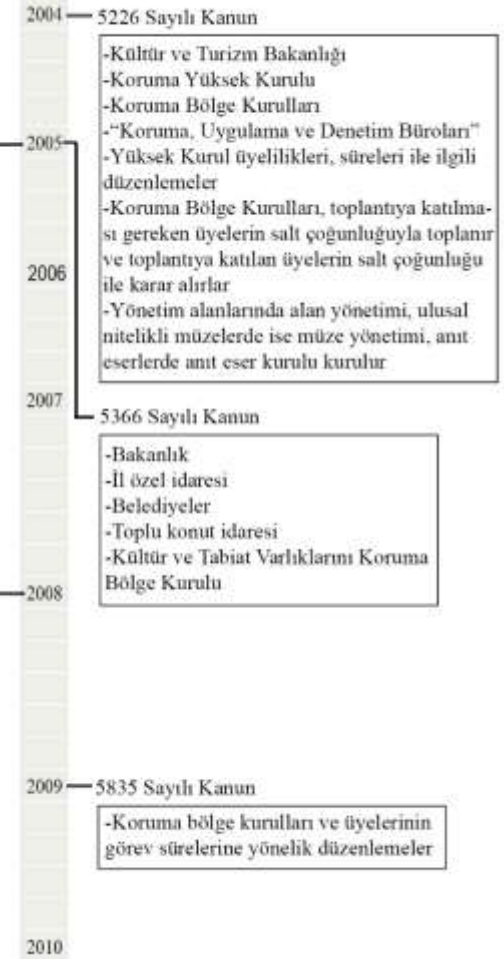 2004
5226 Sayılı Kanun
-Kültür ve Turizm Bakanlığı
-Koruma Yüksek Kurulu
-Koruma Bölge Kurulları
-“Koruma, Uygulama ve Denetim Büroları”
-Yüksek Kurul üyelilikleri, süreleri ile ilgili
düzenlemeler
-Koruma Bölge Kurulları, toplantıya katılma-
sı gereken üyelerin salt çoğunluğuyla toplanır
ve toplantıya katılan üyelerin salt çoğunluğu
ile karar alırlar
-Yönetim alanlarında alan yönetimi, ulusal
nitelikli müzelerde ise müze yönetimi, anıt
eserlerde anıt eser kurulu kurulur
2005
2006
2007
5366 Sayılı Kanun
-Bakanlık
-İl özel idaresi
-Belediyeler
-Toplu konut idaresi
-Kültür ve Tabiat Varlıklarını Koruma
Bölge Kurulu
2008
2009
5835 Sayılı Kanun
-Koruma bölge kurulları ve üyelerinin
görev sürelerine yönelik düzenlemeler
2010